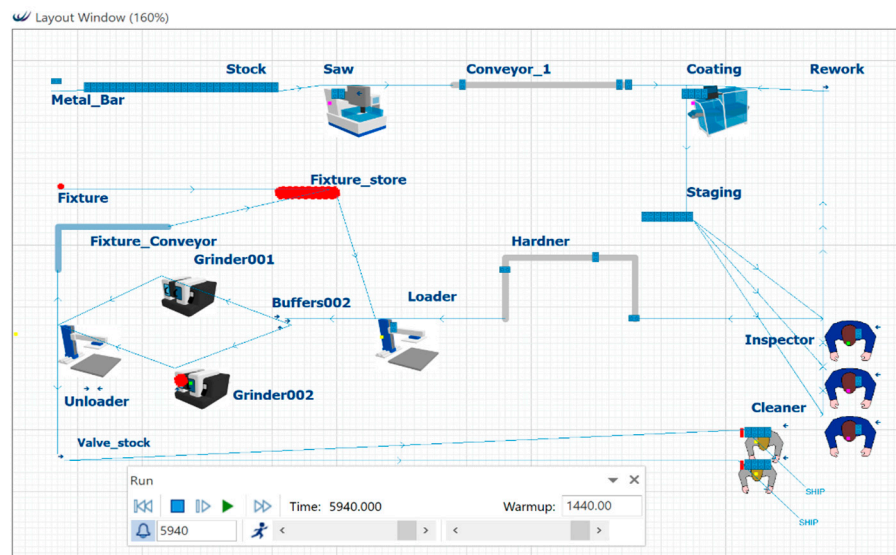 Layout Window (160%)
Stock
Saw
Conveyor_1
Coating
Rework
Metal_Bar
Fixture_store
Fixture
Staging
Fixture_Conveyor
Hardner
Grinder001
Buffers002
Loader
Inspector
Unloader
Grinder002
Cleaner
Valve_stock
Run
Time: 5940.000
Warmup: 1440.00
5940
SHIP
SHIP